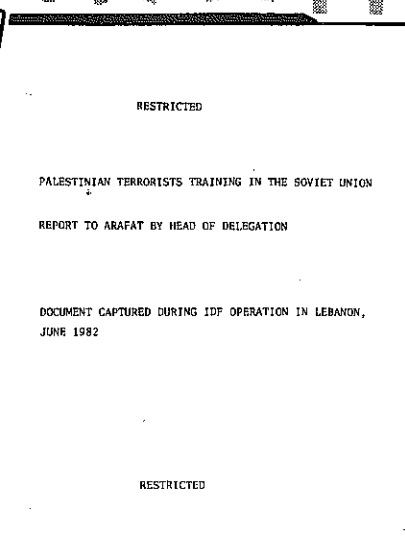 RESTRICTED
PALESTINIAN TERRORISTS TRAINING IN THE SOVIET UNION
REPORT TO ARAFAT BY HEAD OF DELEGATION
DOCUMENT CAPTURED DURING IDF OPERATION IN LEBANON,
JUNE 1982
RESTRICTED